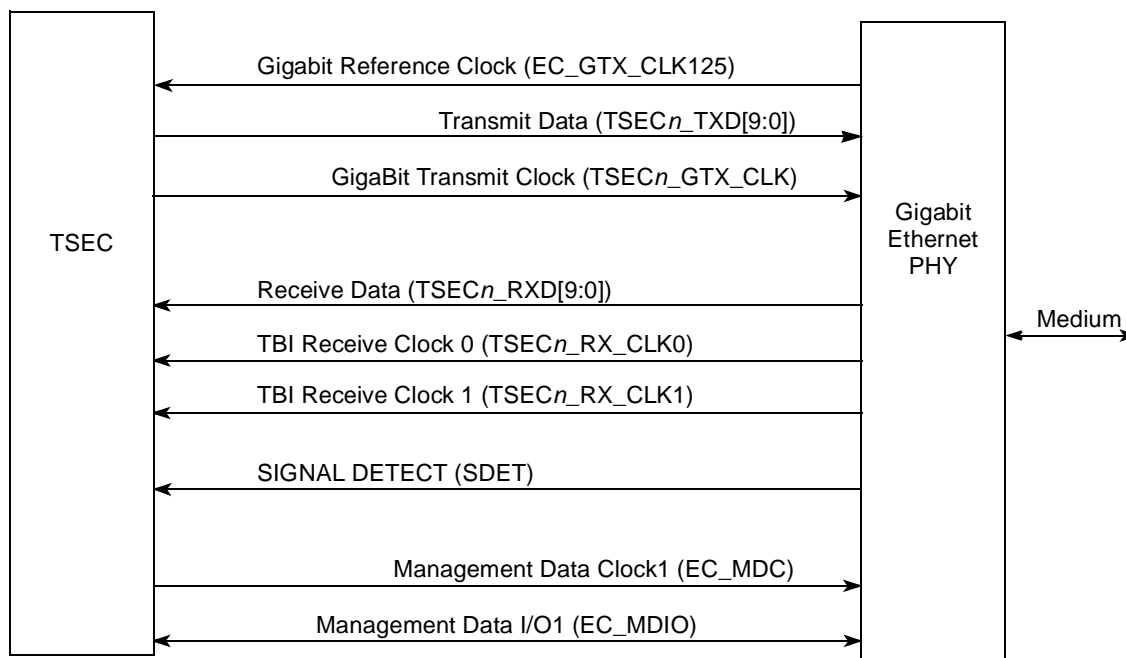 Gigabit Reference Clock (EC_GTX_CLK125)
Transmit Data (TSECn_TXD[9:0])
GigaBit Transmit Clock (TSECn_GTX_CLK)
TSEC
Gigabit
Ethernet
PHY
Receive Data (TSECn_RXD[9:0])
Medium
TBI Receive Clock 0 (TSECn_RX_CLK0)
TBI Receive Clock 1 (TSECn_RX_CLK1)
SIGNAL DETECT (SDET)
Management Data Clock1 (EC_MDC)
Management Data I/O1 (EC_MDIO)